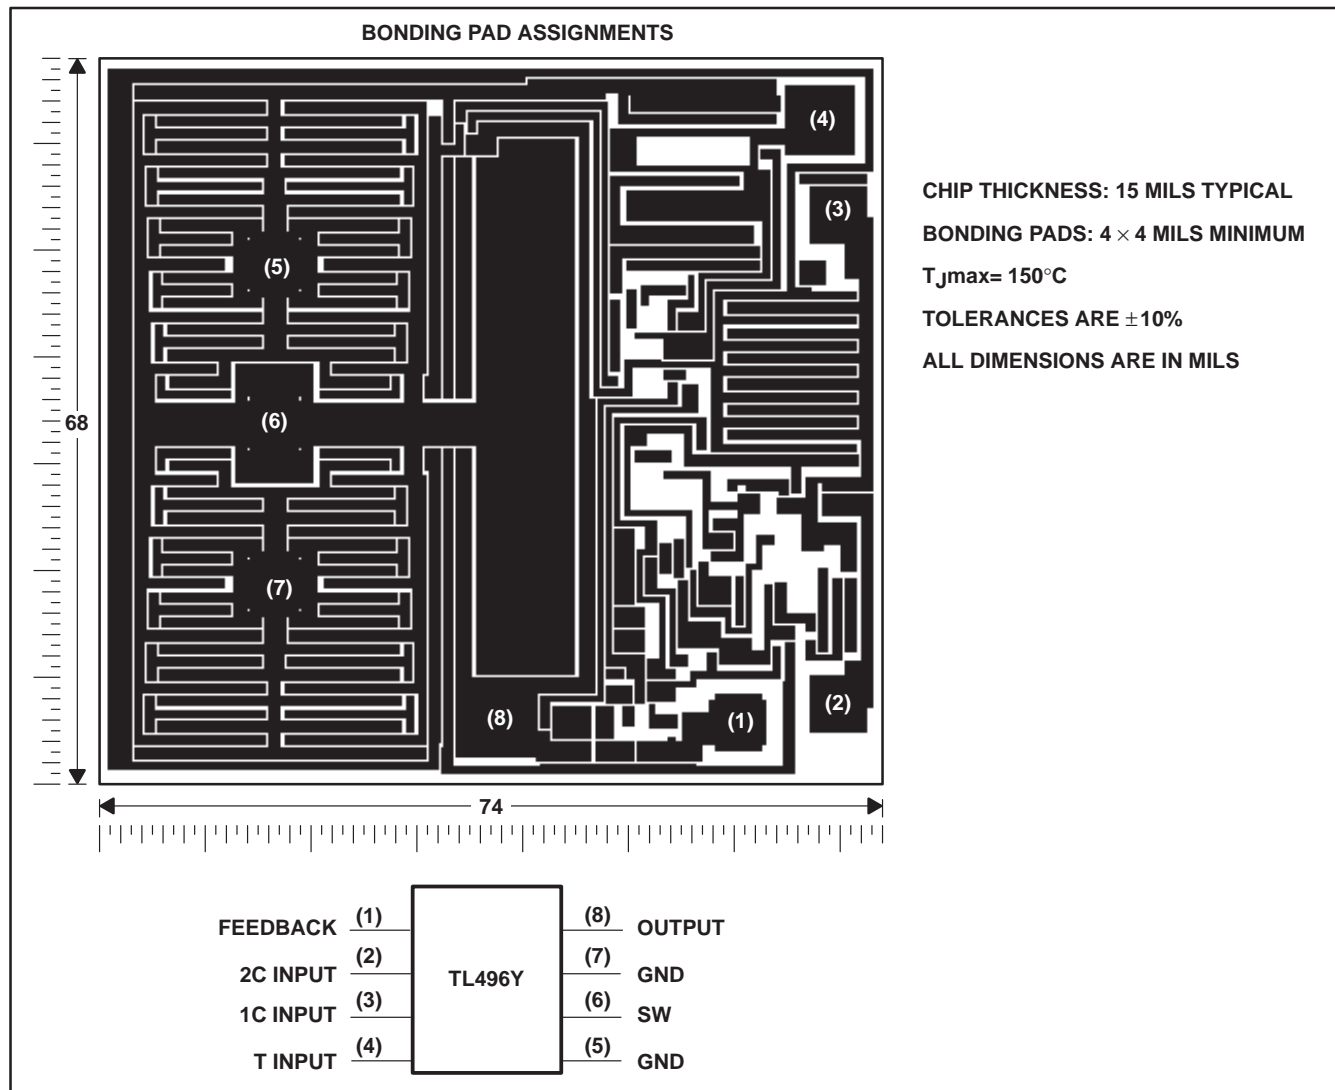 BONDING PAD ASSIGNMENTS
(4)
(3)
(5)
(6)
(7)
(8)
(1)
(2)
68
74
CHIP THICKNESS: 15 MILS TYPICAL
BONDING PADS: 4 × 4 MILS MINIMUM
TJmax= 150°C
TOLERANCES ARE ±10%
ALL DIMENSIONS ARE IN MILS
FEEDBACK (1)
2C INPUT (2)
1C INPUT (3)
T INPUT (4)
TL496Y
(8) OUTPUT
(7) GND
(6) SW
(5) GND